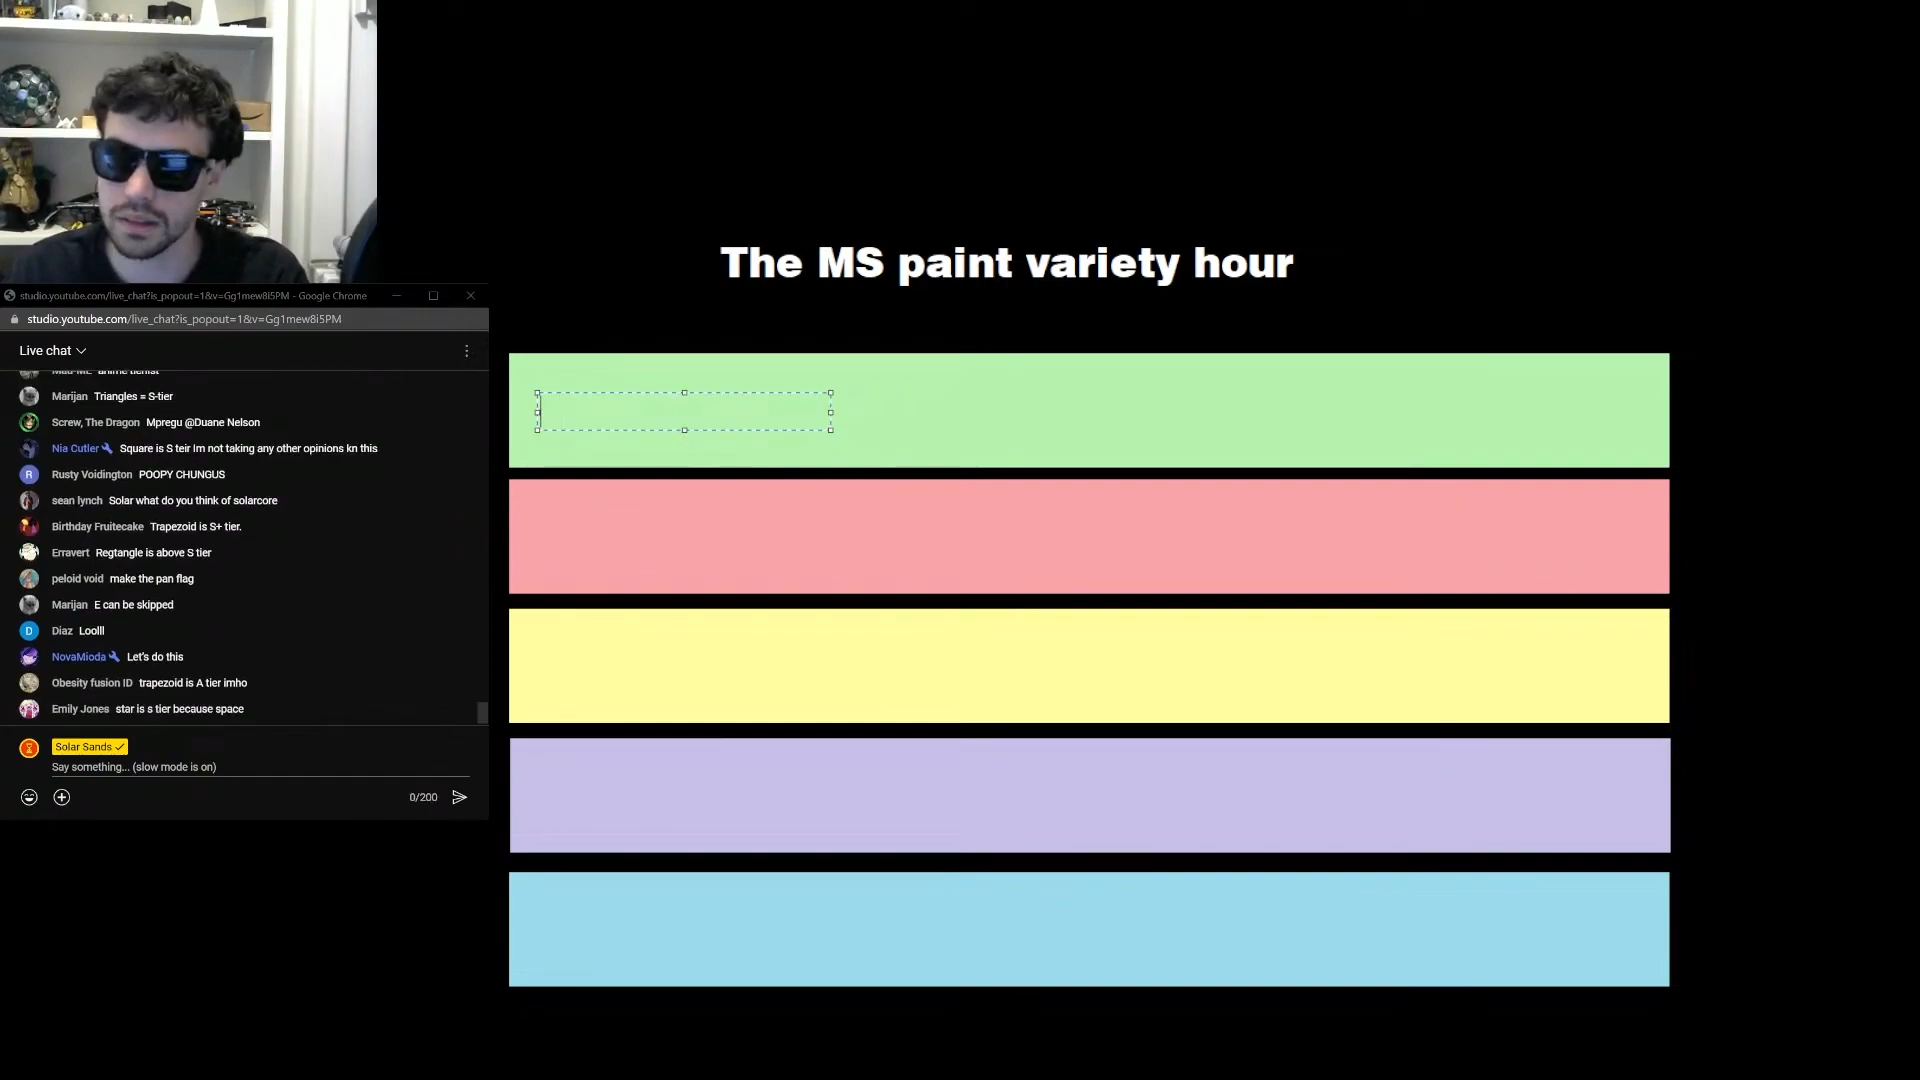 The MS paint variety hour
studio.youtube.com/live_chat?is_popout=1&v=Gg1mew8i5PM - Google Chrome
studio.youtube.com/live_chat?is_popout=1&v=Gg1mew8i5PM
Live chat
Mad-ML anime tierlist
Marijan Triangles = S-tier
Screw, The Dragon Mpregu @Duane Nelson
Nia Cutler Square is S teir Im not taking any other opinions kn this
R Rusty Voidington POOPY CHUNGUS
sean lynch Solar what do you think of solarcore
Birthday Fruitecake Trapezoid is S+ tier.
Erravert Regtangle is above S tier
peloid void make the pan flag
Marijan E can be skipped
D Diaz Loolll
NovaMioda Let's do this
Obesity fusion ID trapezoid is A tier imho
Emily Jones star is s tier because space
Solar Sands
Say something... (slow mode is on)
0/200